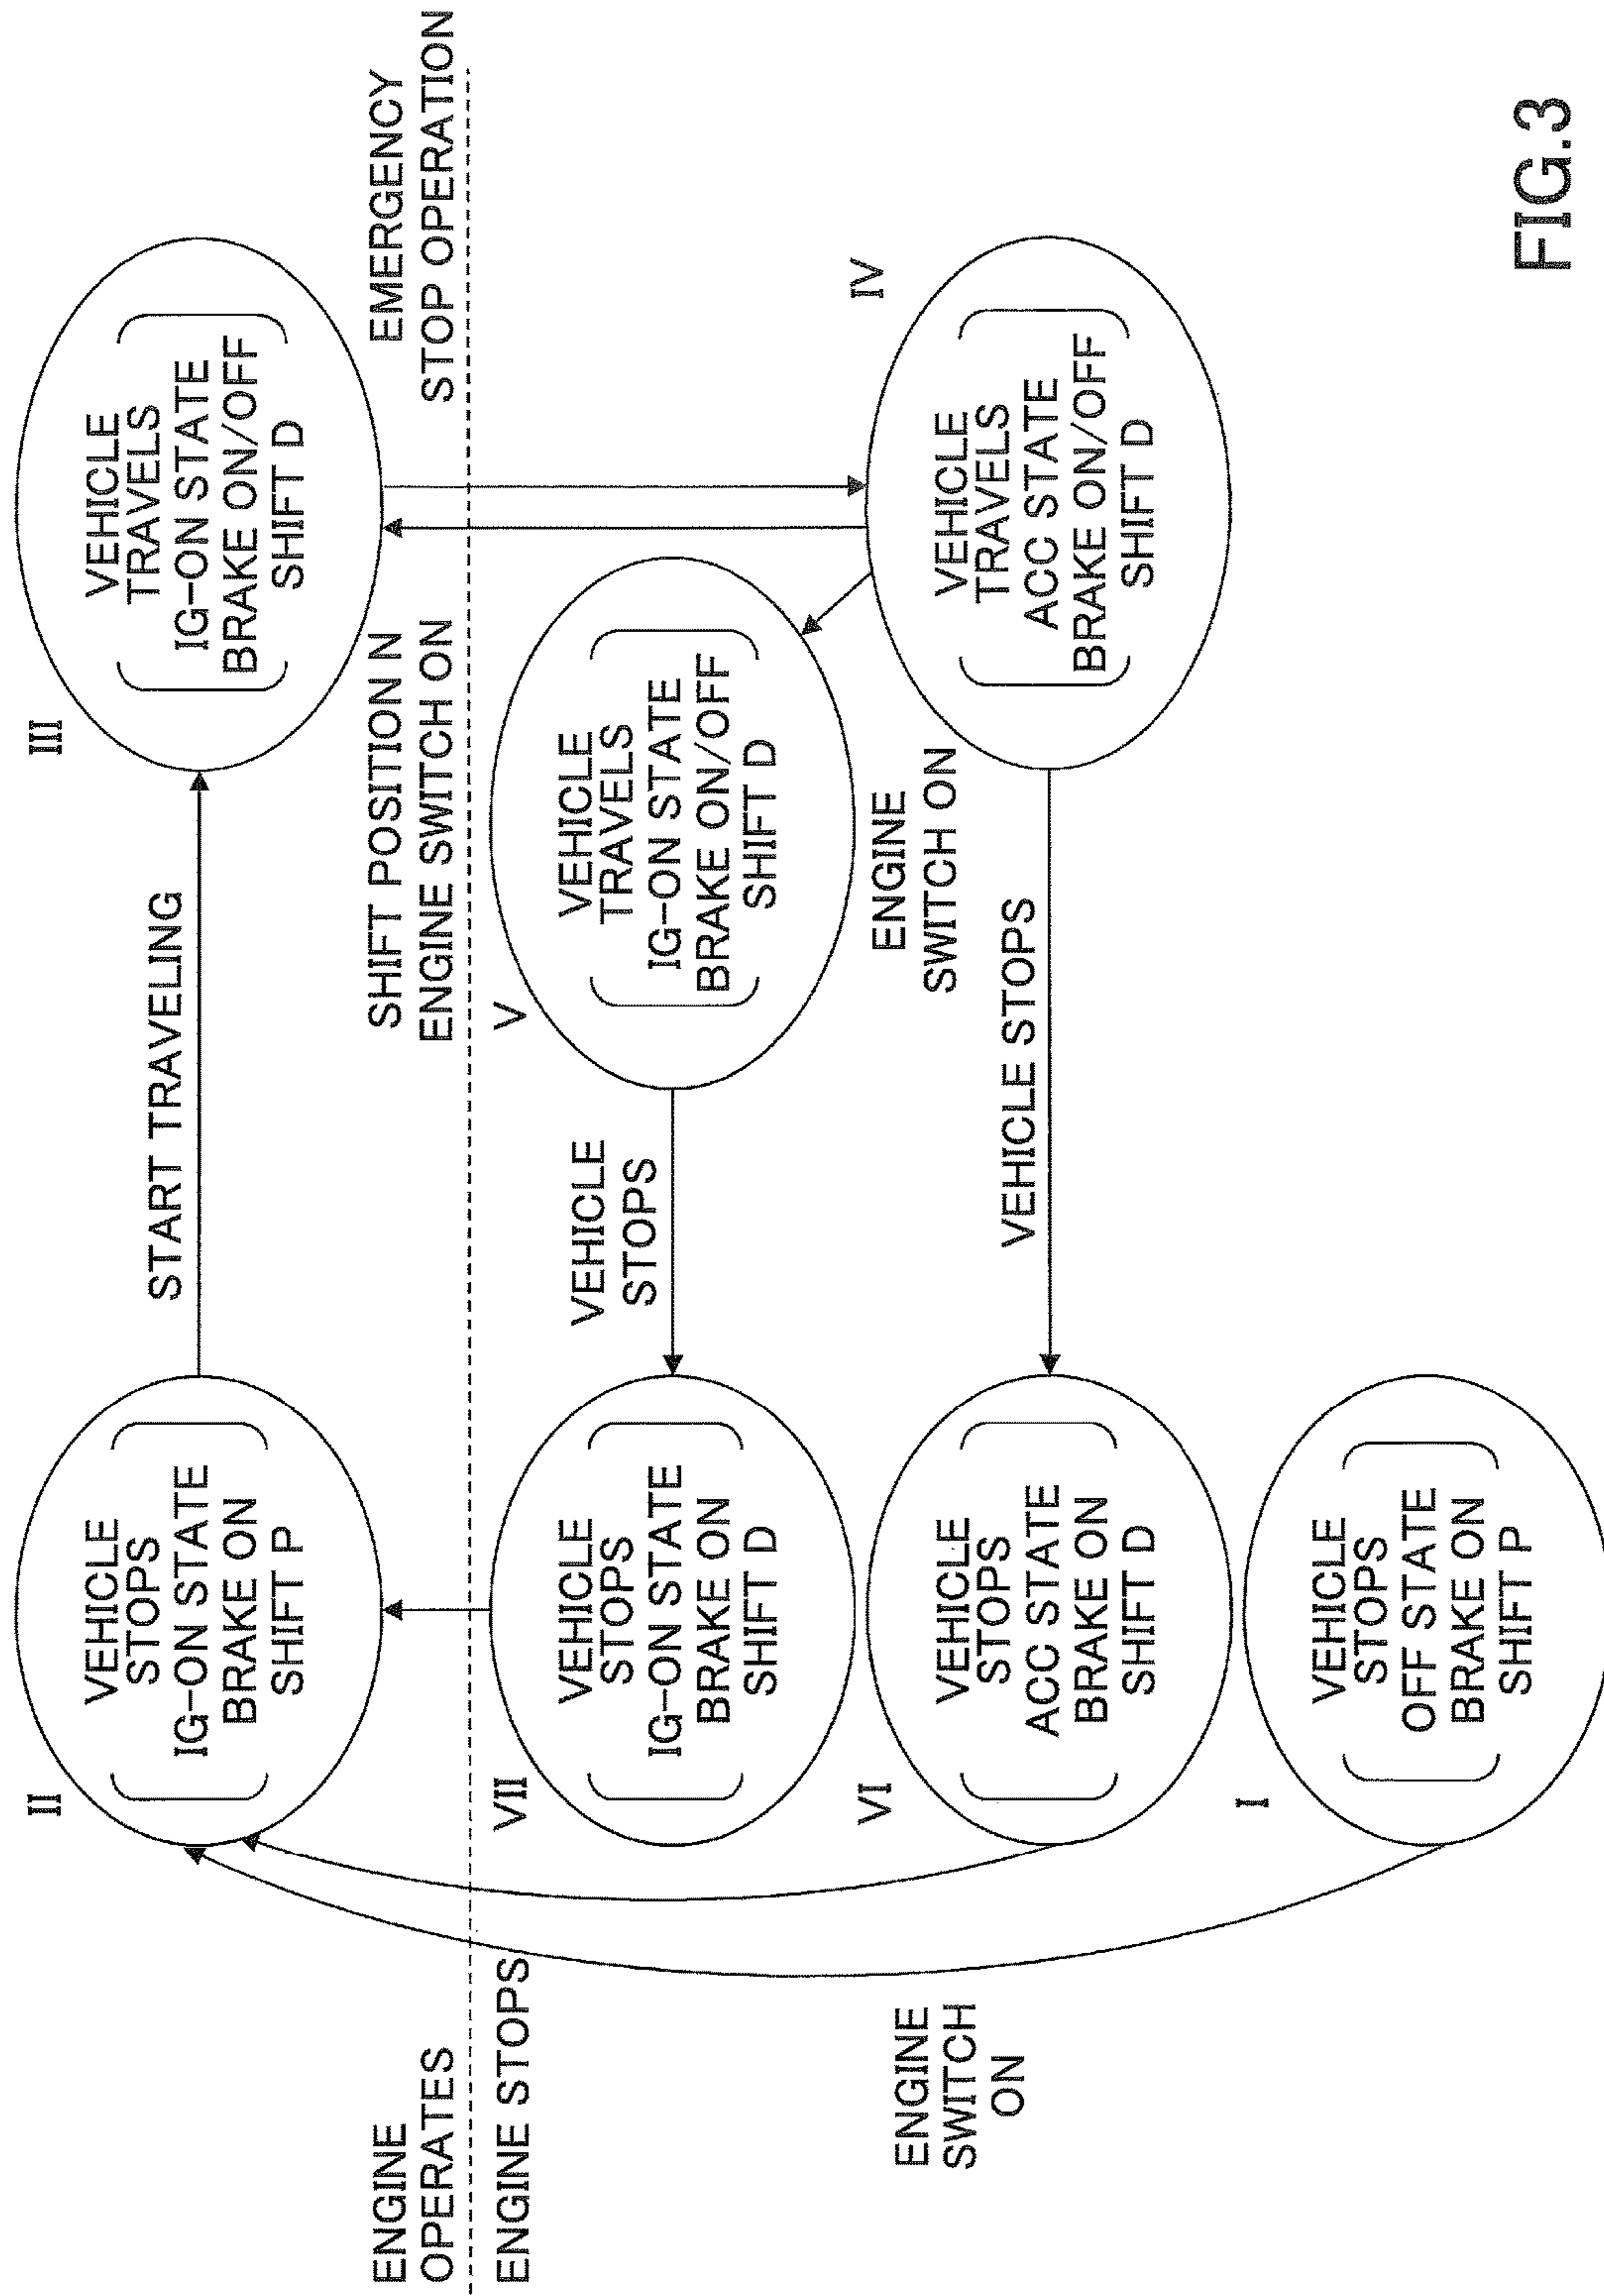 ENGINE
OPERATES
ENGINE STOPS
II
VEHICLE
STOPS
IG-ON STATE
BRAKE ON
SHIFT P
START TRAVELING
III
VEHICLE
TRAVELS
IG-ON STATE
BRAKE ON/OFF
SHIFT D
SHIFT POSITION N
ENGINE SWITCH ON
EMERGENCY
STOP OPERATION
VII
VEHICLE
STOPS
IG-ON STATE
BRAKE ON
SHIFT D
VEHICLE
STOPS
V
VEHICLE
TRAVELS
IG-ON STATE
BRAKE ON/OFF
SHIFT D
ENGINE
SWITCH ON
ENGINE
SWITCH
ON
VI
VEHICLE
STOPS
ACC STATE
BRAKE ON
SHIFT D
VEHICLE STOPS
IV
VEHICLE
TRAVELS
ACC STATE
BRAKE ON/OFF
SHIFT D
I
VEHICLE
STOPS
OFF STATE
BRAKE ON
SHIFT P
FIG.3